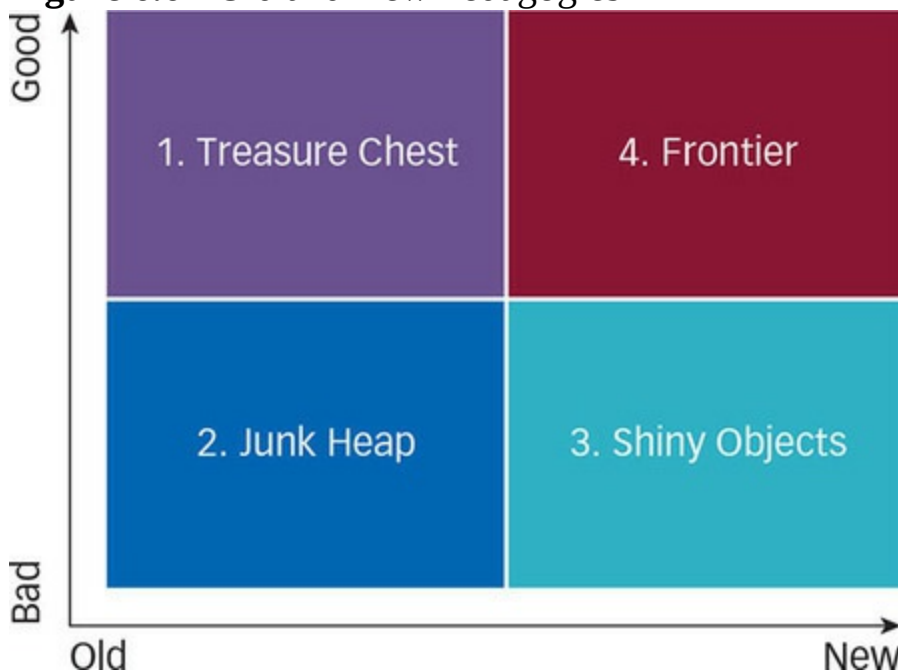 Good
1. Treasure Chest
4. Frontier
2. Junk Heap
3. Shiny Objects
Bad
Old
New